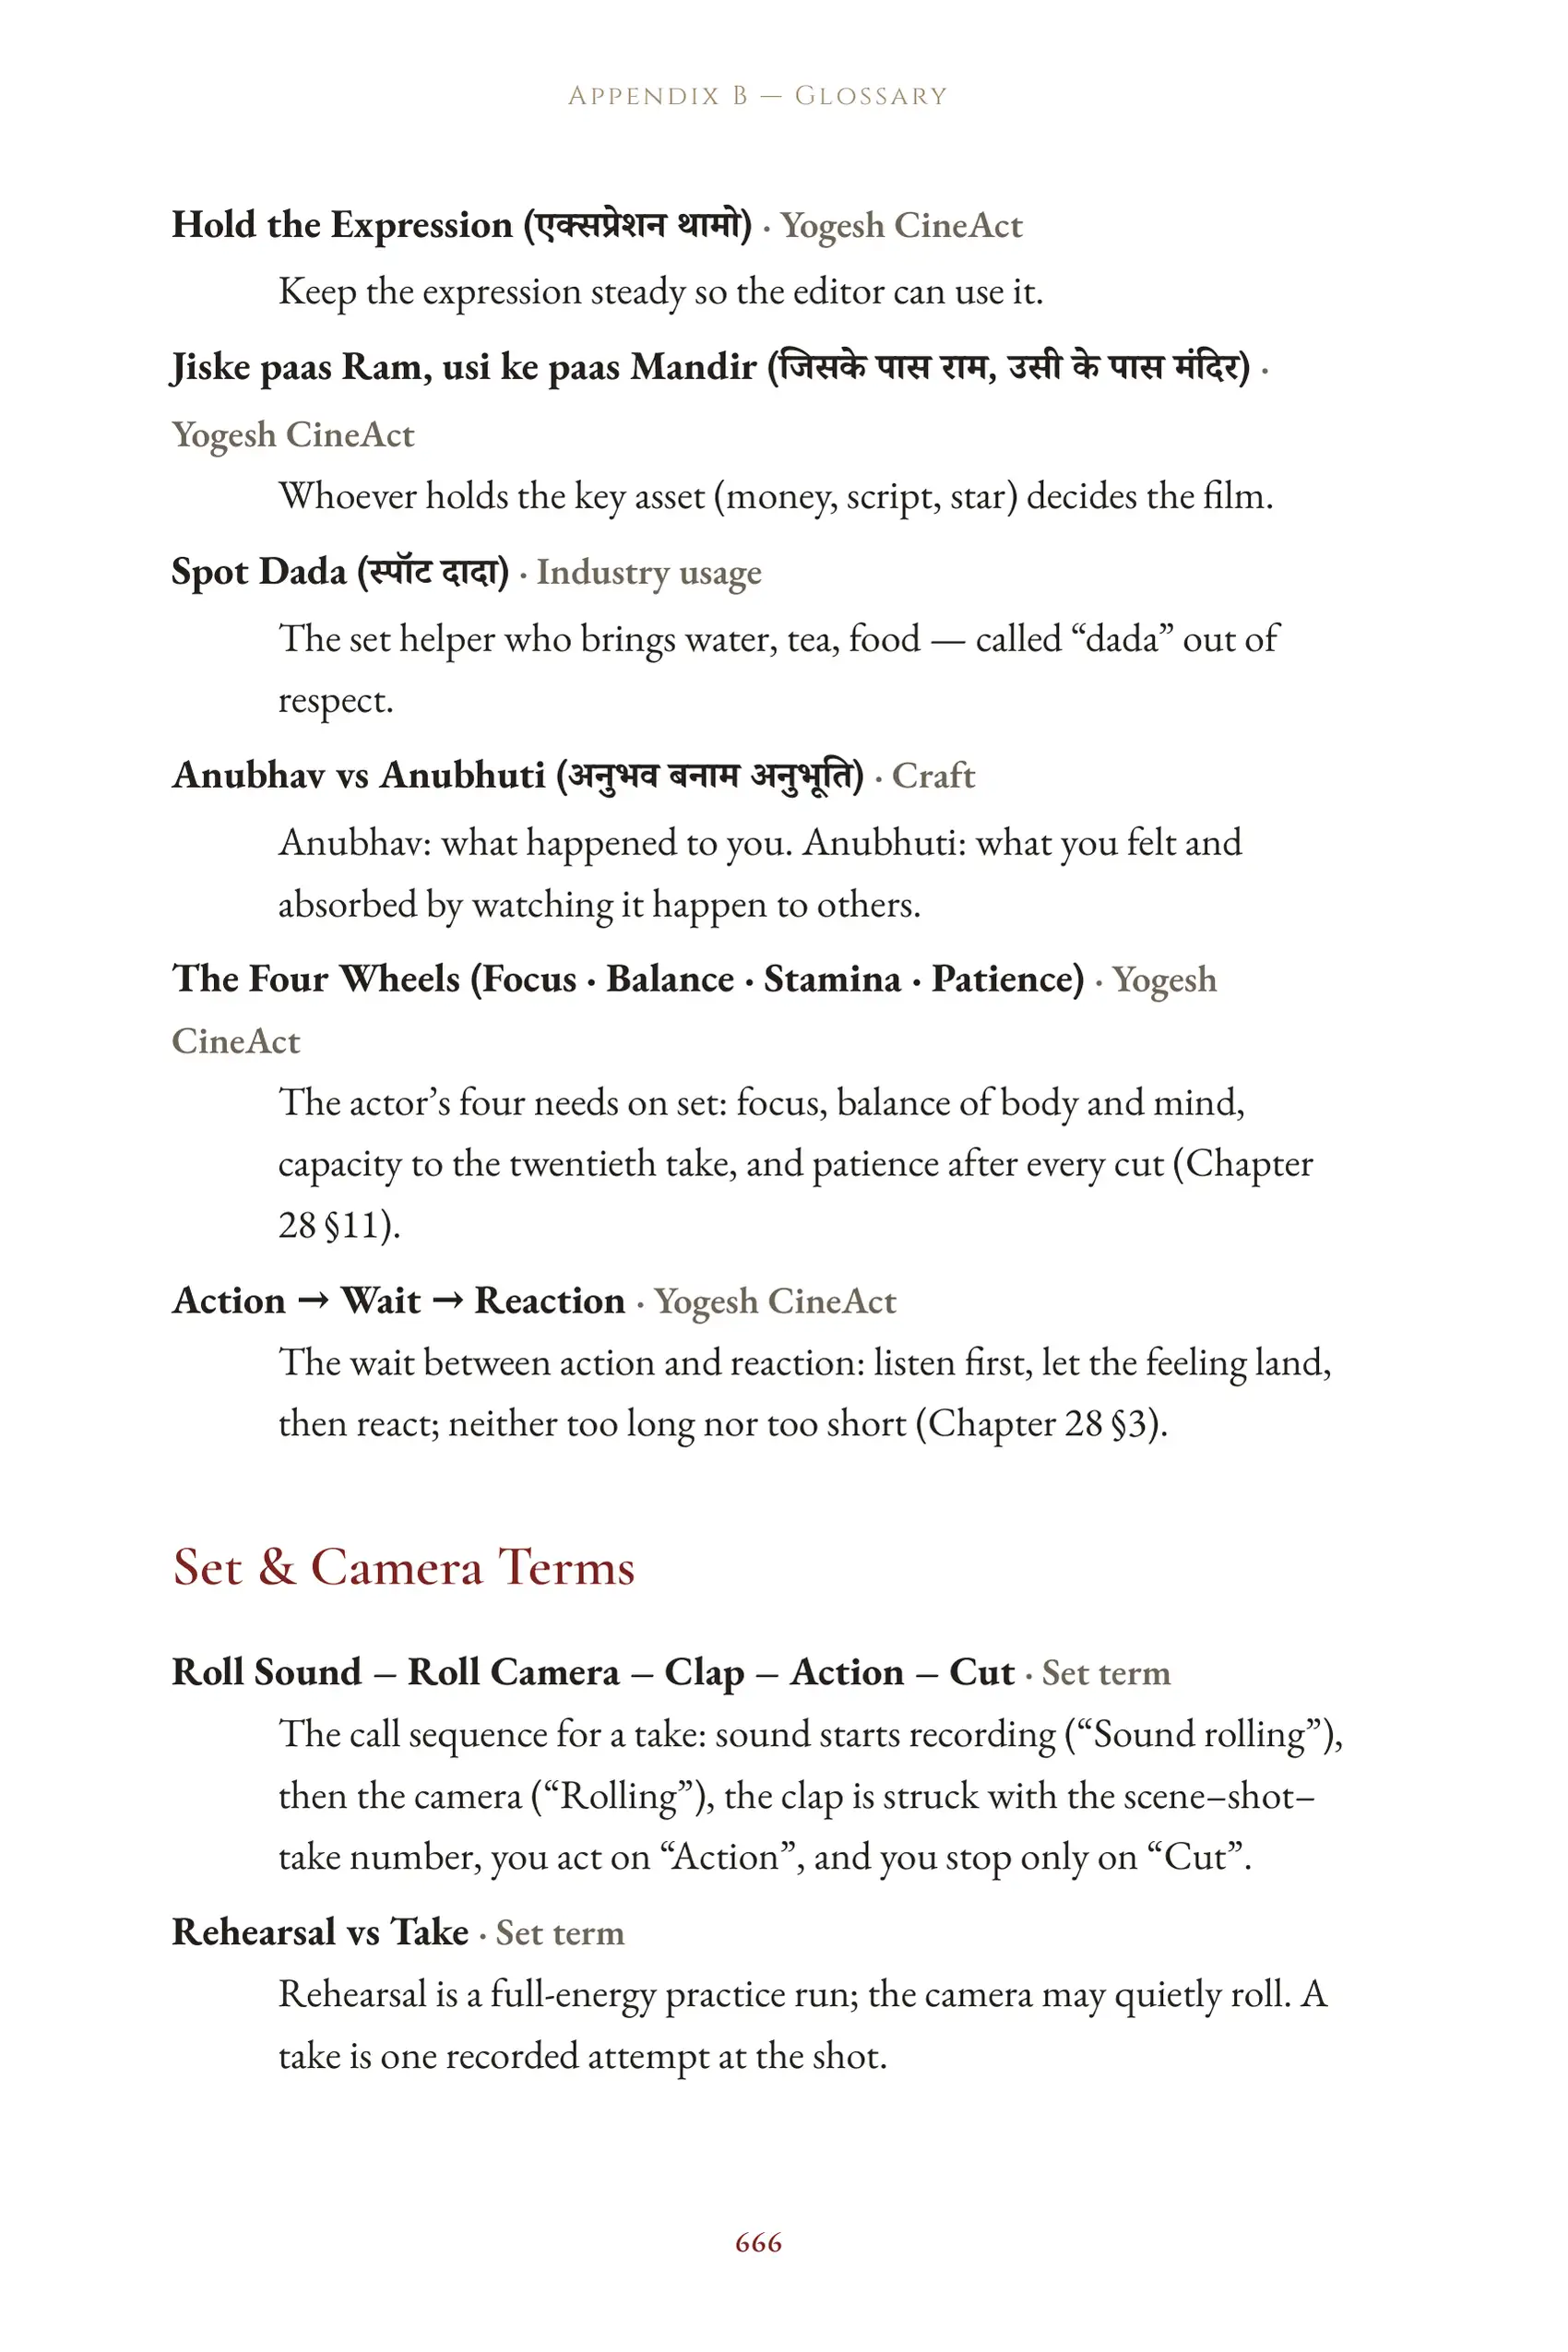 APPENDIX B — GLOSSARY
Hold the Expression (एक्सप्रेशन थामो) · Yogesh CineAct
Keep the expression steady so the editor can use it.
Jiske paas Ram, usi ke paas Mandir (जिसके पास राम, उसी के पास मंदिर) ·
Yogesh CineAct
Whoever holds the key asset (money, script, star) decides the film.
Spot Dada (स्पॉट दादा) · Industry usage
The set helper who brings water, tea, food — called “dada” out of
respect.
Anubhav vs Anubhuti (अनुभव बनाम अनुभूति) · Craft
Anubhav: what happened to you. Anubhuti: what you felt and
absorbed by watching it happen to others.
The Four Wheels (Focus · Balance · Stamina · Patience) · Yogesh
CineAct
The actor’s four needs on set: focus, balance of body and mind,
capacity to the twentieth take, and patience after every cut (Chapter
28 §11).
Action → Wait → Reaction · Yogesh CineAct
The wait between action and reaction: listen first, let the feeling land,
then react; neither too long nor too short (Chapter 28 §3).
Set & Camera Terms
Roll Sound – Roll Camera – Clap – Action – Cut · Set term
The call sequence for a take: sound starts recording (“Sound rolling”),
then the camera (“Rolling”), the clap is struck with the scene–shot–
take number, you act on “Action”, and you stop only on “Cut”.
Rehearsal vs Take · Set term
Rehearsal is a full-energy practice run; the camera may quietly roll. A
take is one recorded attempt at the shot.
666